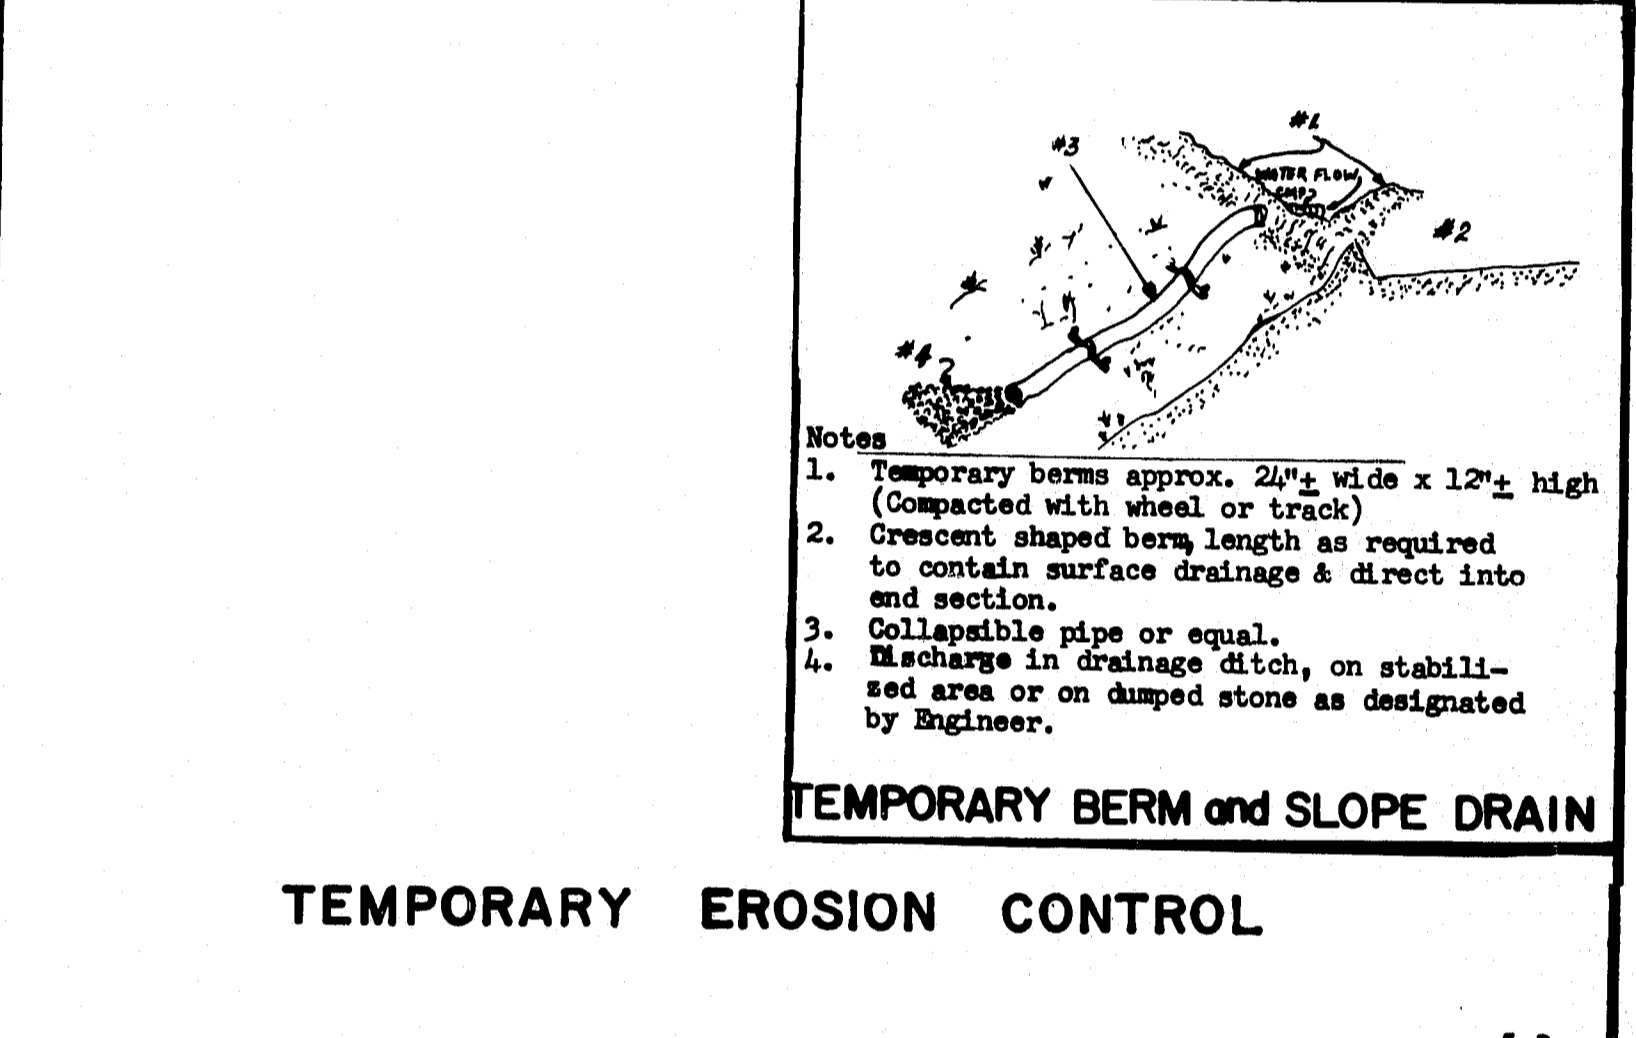 #1
#3
WATER FLOW
#2
#4
Notes
1. Temporary berms approx. 24"± wide x 12"± high
(Compacted with wheel or track)
2. Crescent shaped berm, length as required
to contain surface drainage & direct into
end section.
3. Collapsible pipe or equal.
4. Discharge in drainage ditch, on stabili-
zed area or on dumped stone as designated
by Engineer.
TEMPORARY BERM and SLOPE DRAIN
TEMPORARY EROSION CONTROL